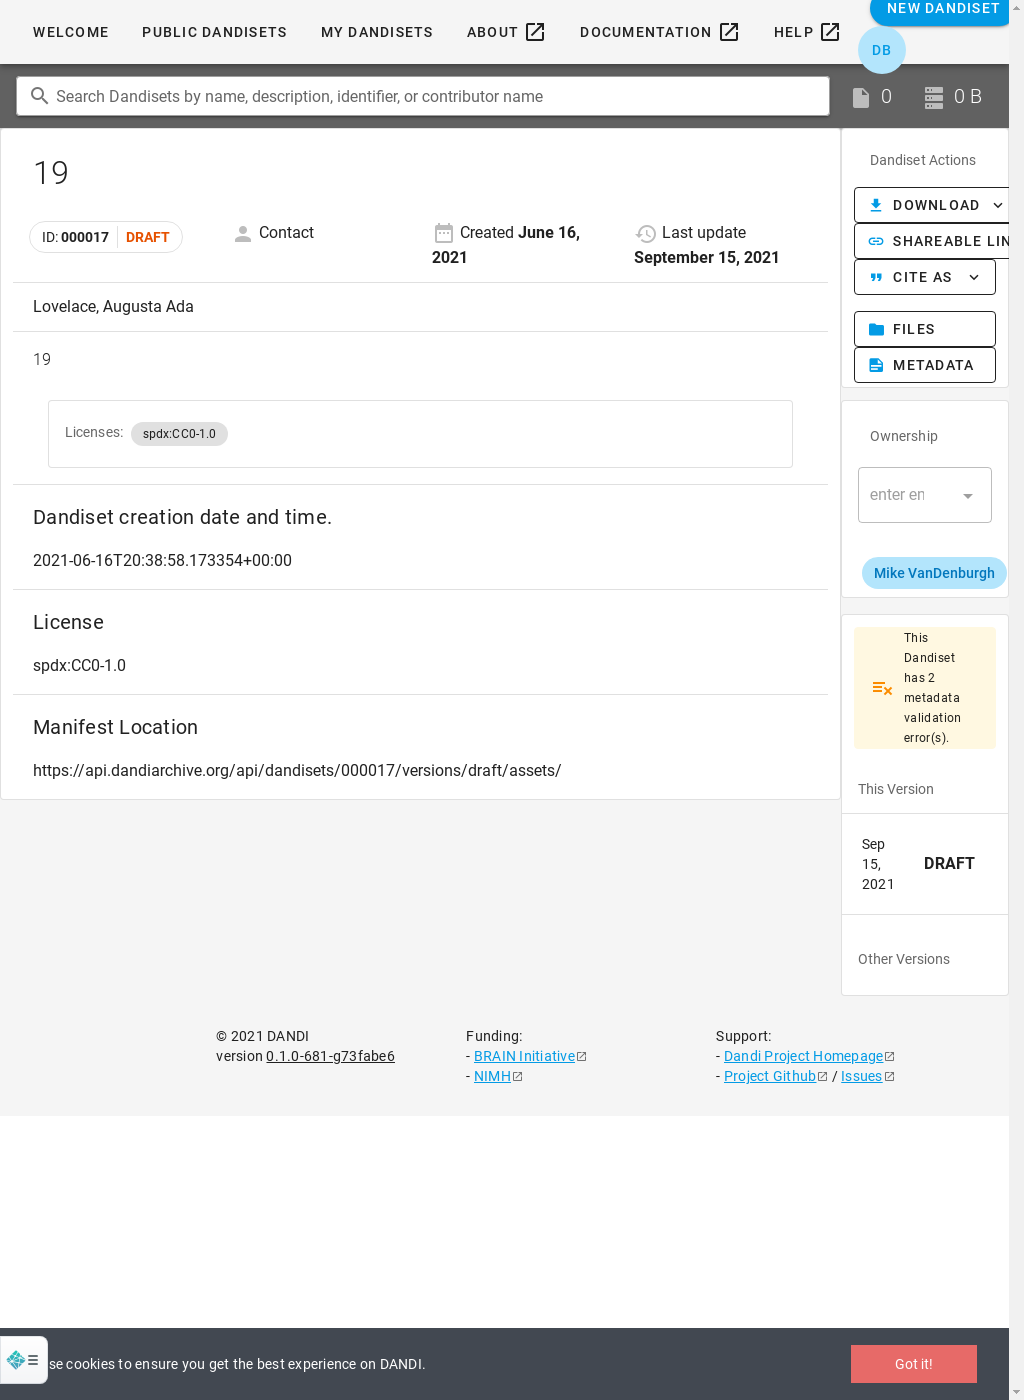 WELCOME PUBLIC DANDISETS MY DANDISETS ABOUT DOCUMENTATION HELP NEW DANDISET
DB
Search Dandisets by name, description, identifier, or contributor name 0 0 B
19
ID: 000017 DRAFT
Contact
Created June 16, 2021
Last update September 15, 2021
Lovelace, Augusta Ada
19
Licenses: spdx:CC0-1.0
Dandiset creation date and time.
2021-06-16T20:38:58.173354+00:00
License
spdx:CC0-1.0
Manifest Location
https://api.dandiarchive.org/api/dandisets/000017/versions/draft/assets/
Dandiset Actions
DOWNLOAD
SHAREABLE LIN
CITE AS
FILES
METADATA
Ownership
enter en
Mike VanDenburgh
This
Dandiset
has 2
metadata
validation
error(s).
This Version
Sep
15,
2021
DRAFT
Other Versions
© 2021 DANDI
version 0.1.0-681-g73fabe6
Funding:
- BRAIN Initiative
- NIMH
Support:
- Dandi Project Homepage
- Project Github / Issues
se cookies to ensure you get the best experience on DANDI.
Got it!